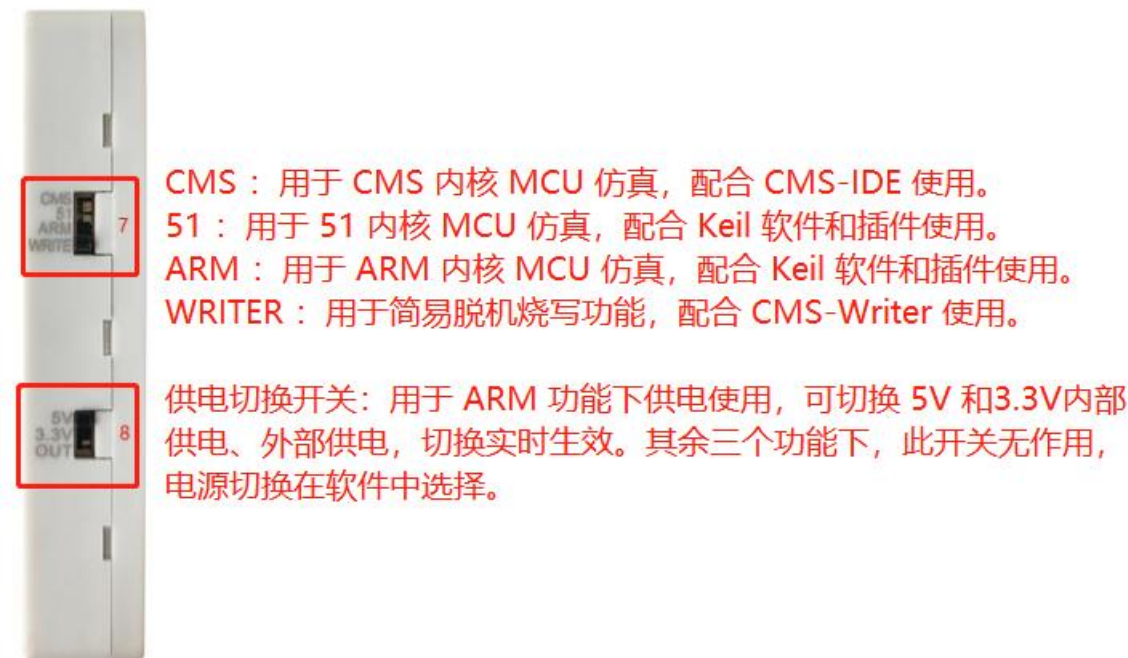 CMS
51
ARM
WRITE
7
CMS ：用于 CMS 内核 MCU 仿真，配合 CMS-IDE 使用。
51 ：用于 51 内核 MCU 仿真，配合 Keil 软件和插件使用。
ARM ：用于 ARM 内核 MCU 仿真，配合 Keil 软件和插件使用。
WRITER ：用于简易脱机烧写功能，配合 CMS-Writer 使用。
5V
3.3V
OUT
8
供电切换开关：用于 ARM 功能下供电使用，可切换 5V 和3.3V内部
供电、外部供电，切换实时生效。其余三个功能下，此开关无作用，
电源切换在软件中选择。